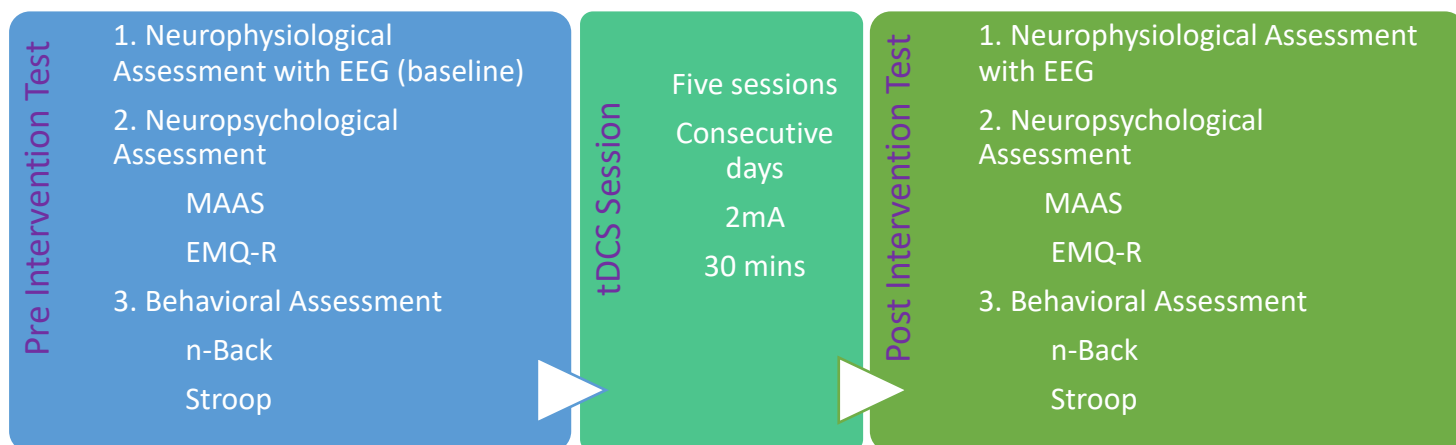 Pre Intervention Test
1. Neurophysiological
Assessment with EEG (baseline)
2. Neuropsychological
Assessment
MAAS
EMQ-R
3. Behavioral Assessment
n-Back
Stroop
tDCS Session
Five sessions
Consecutive
days
2mA
30 mins
Post Intervention Test
1. Neurophysiological Assessment
with EEG
2. Neuropsychological
Assessment
MAAS
EMQ-R
3. Behavioral Assessment
n-Back
Stroop